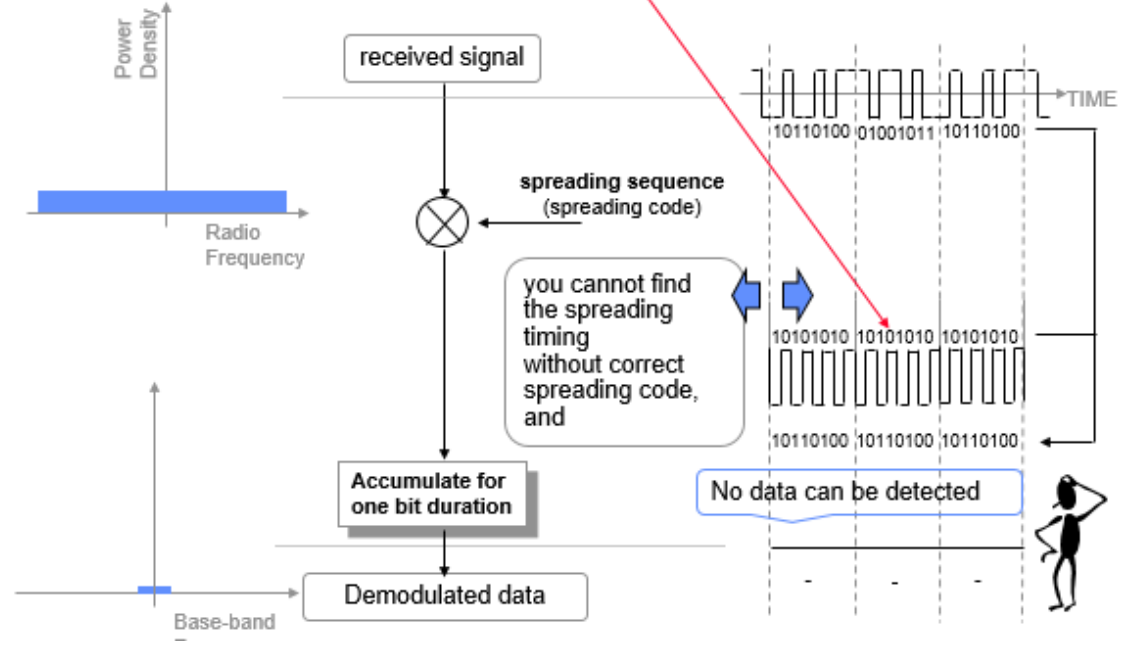 Power
Density
received signal
TIME
10110100 01001011 10110100
spreading sequence
(spreading code)
Radio
Frequency
you cannot find
the spreading
timing
without correct
spreading code,
and
10101010 10101010 10101010
10110100 10110100 10110100
Accumulate for
one bit duration
No data can be detected
- - -
Demodulated data
Base-band